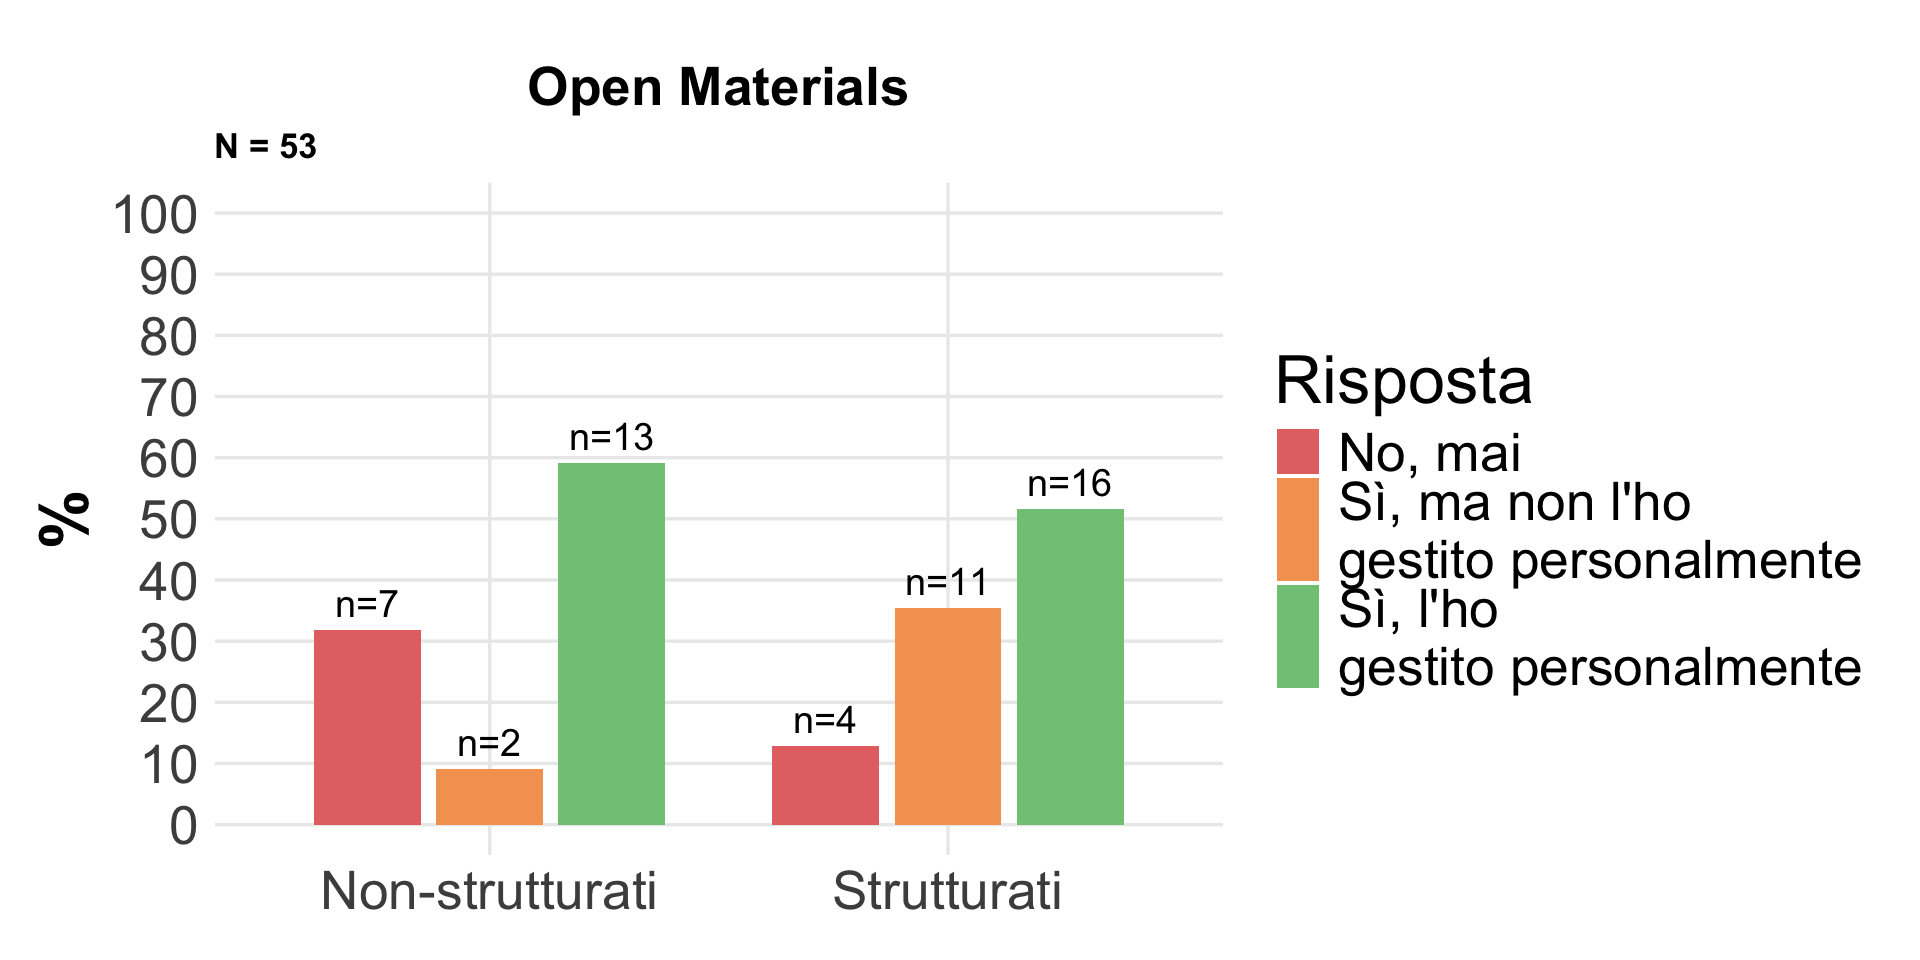 Open Materials
N = 53
%
100
90
80
70
60
50
40
30
20
10
0
n=7
n=2
n=13
n=4
n=11
n=16
Non-strutturati
Strutturati
Risposta
No, mai
Sì, ma non l'ho
gestito personalmente
Sì, l'ho
gestito personalmente